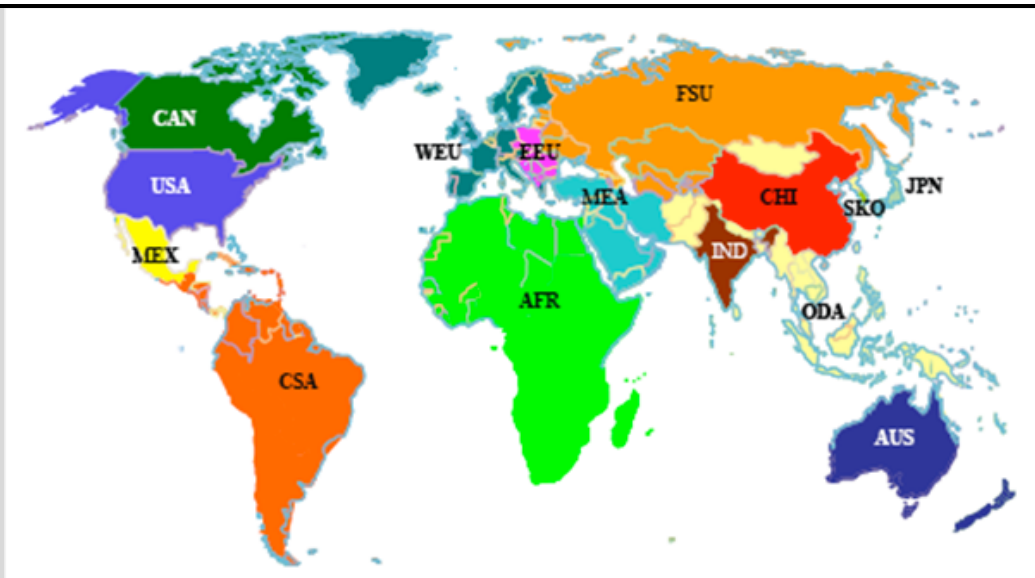 FSU
CAN
WEU
EEU
USA
MEA
CHI
JPN
SKO
MEX
IND
AFR
ODA
CSA
AUS